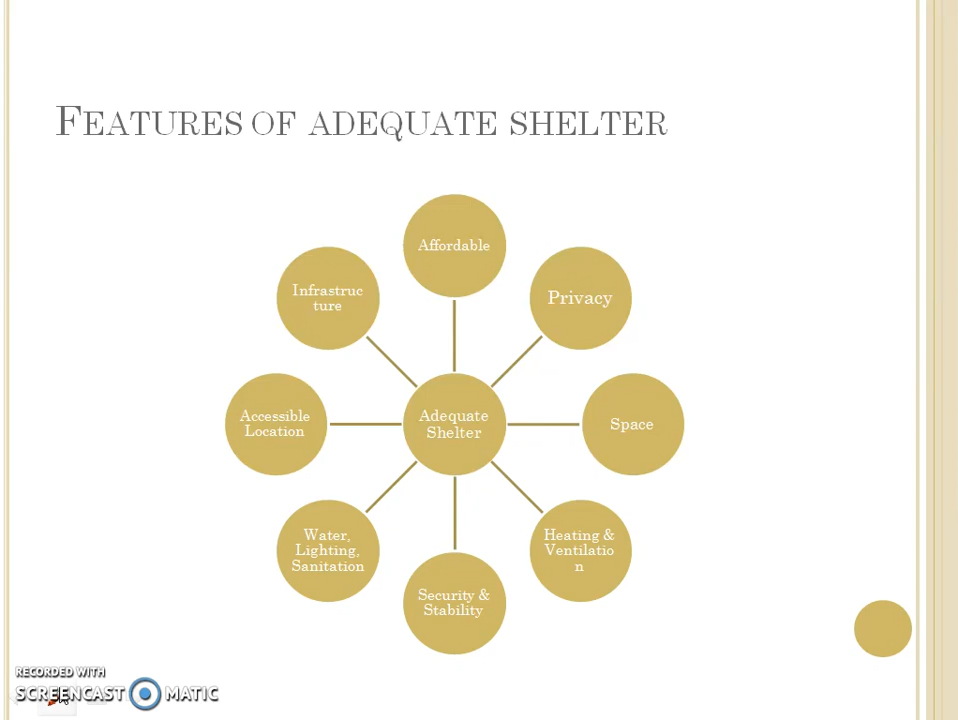 FEATURES OF ADEQUATE SHELTER
Affordable
Privacy
Space
Heating &
Ventilatio
n
Security &
Stability
Water,
Lighting,
Sanitation
Accessible
Location
Infrastruc
ture
Adequate
Shelter
RECORDED WITH
SCREENCAST MATIC